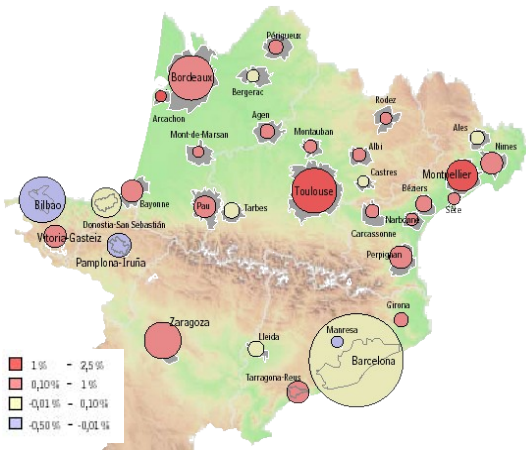 Périgueux
Bordeaux
Bergerac
Arcachon
Rodez
Agen
Mont-de-Marsan
Montauban
Ales
Albi
Nimes
Castres
Montpellier
Toulouse
Béziers
Bilbao
Bayonne
Pau
Tarbes
Sète
Donostia-San Sebastián
Narbonne
Carcassonne
Vitoria-Gasteiz
Perpignan
Pamplona-Iruña
Girona
Zaragoza
Manresa
Lleida
Barcelona
Tarragona-Reus
1 % - 2,5 %
0,10 % - 1 %
-0,01 % - 0,10 %
-0,50 % - -0,01 %